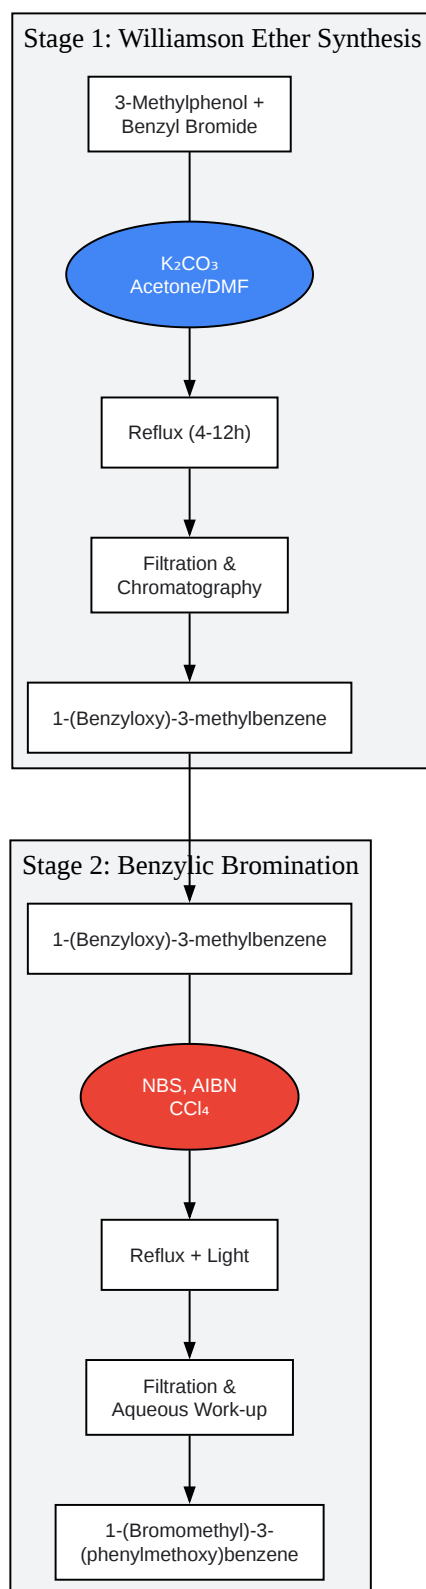 Stage 1: Williamson Ether Synthesis
3-Methylphenol +
Benzyl Bromide
K₂CO₃
Acetone/DMF
Reflux (4-12h)
Filtration &
Chromatography
1-(Benzyloxy)-3-methylbenzene
Stage 2: Benzylic Bromination
1-(Benzyloxy)-3-methylbenzene
NBS, AIBN
CCl₄
Reflux + Light
Filtration &
Aqueous Work-up
1-(Bromomethyl)-3-
(phenylmethoxy)benzene